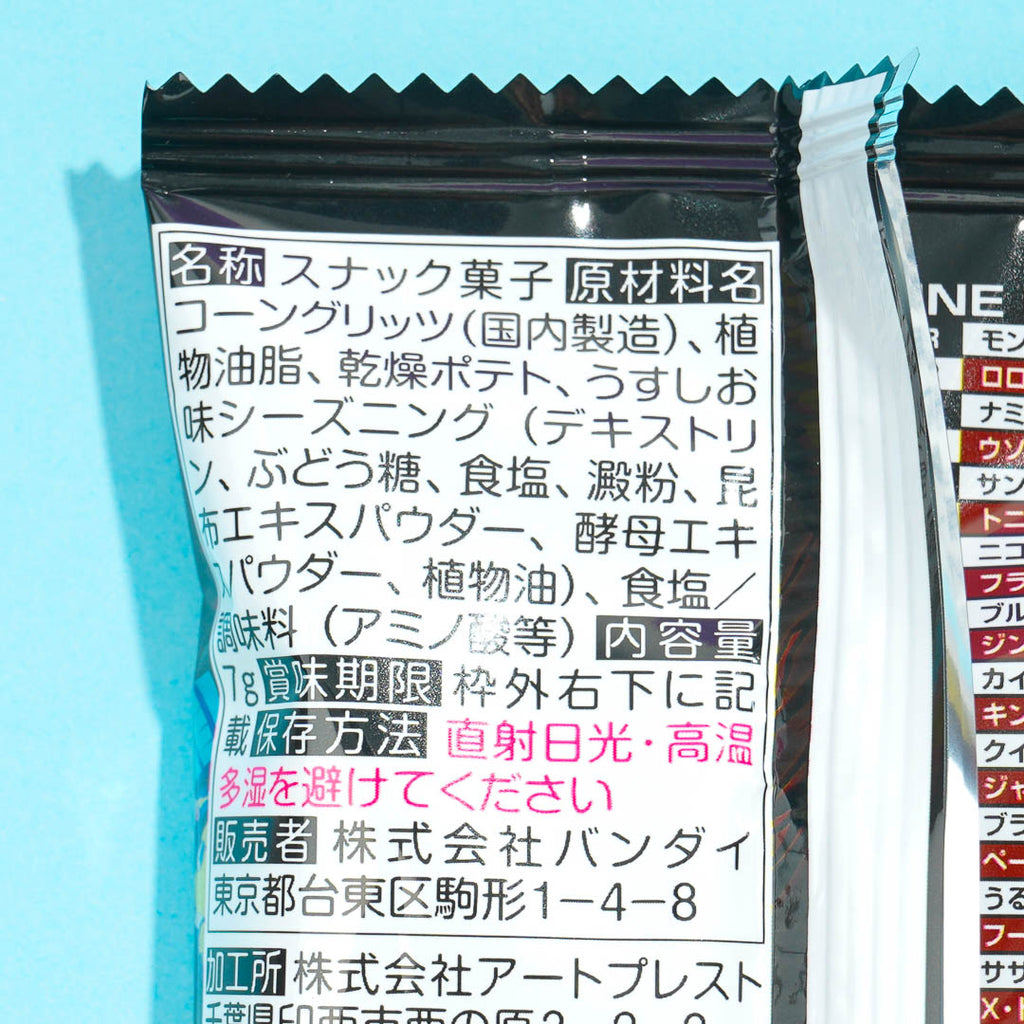 名称 スナック菓子 原材料名
コーングリッツ(国内製造)、植
物油脂、乾燥ポテト、うすしお
味シーズニング(デキストリ
ン、ぶどう糖、食塩、澱粉、昆
布エキスパウダー、酵母エキ
スパウダー、植物油)、食塩／
調味料(アミノ酸等) 内容量
7g 賞味期限 枠外右下に記
載 保存方法 直射日光・高温
多湿を避けてください
販売者 株式会社バンダイ
東京都台東区駒形1−4−8
加工所 株式会社アートプレスト
INE
モン
ロロ
ナミ
ウソ
サン
トニ
ニコ
フラ
ブル
ジン
カイ
キン
クイ
ジャ
ブラ
ペー
うる
フー
ササ
X・